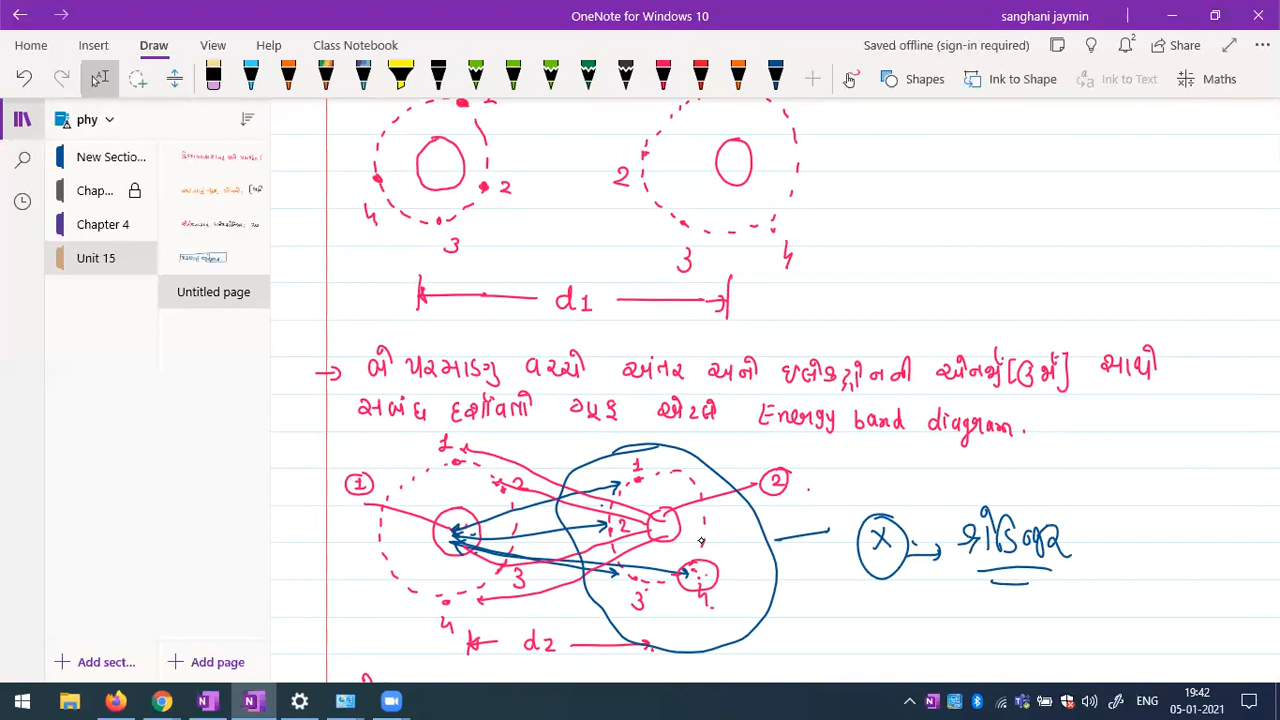 OneNote for Windows 10
sanghani jaymin
Home Insert Draw View Help Class Notebook
Saved offline (sign-in required)
Share
Shapes Ink to Shape Ink to Text Maths
phy
New Sectio...
Chap...
Chapter 4
Unit 15
Untitled page
2
4
3
2
3
4
d1
→ બે પરમાણુ વચ્ચે અંતર અને ઇલેક્ટ્રોનની એનર્જી [ઉર્જા] સાથે
સબંધ દર્શાવતો ગ્રાફ એટલે Energy band diagram.
1
1
1
2
2
2
3
3
4
4
d2
X →
Add sect... Add page
ENG
19:42
05-01-2021